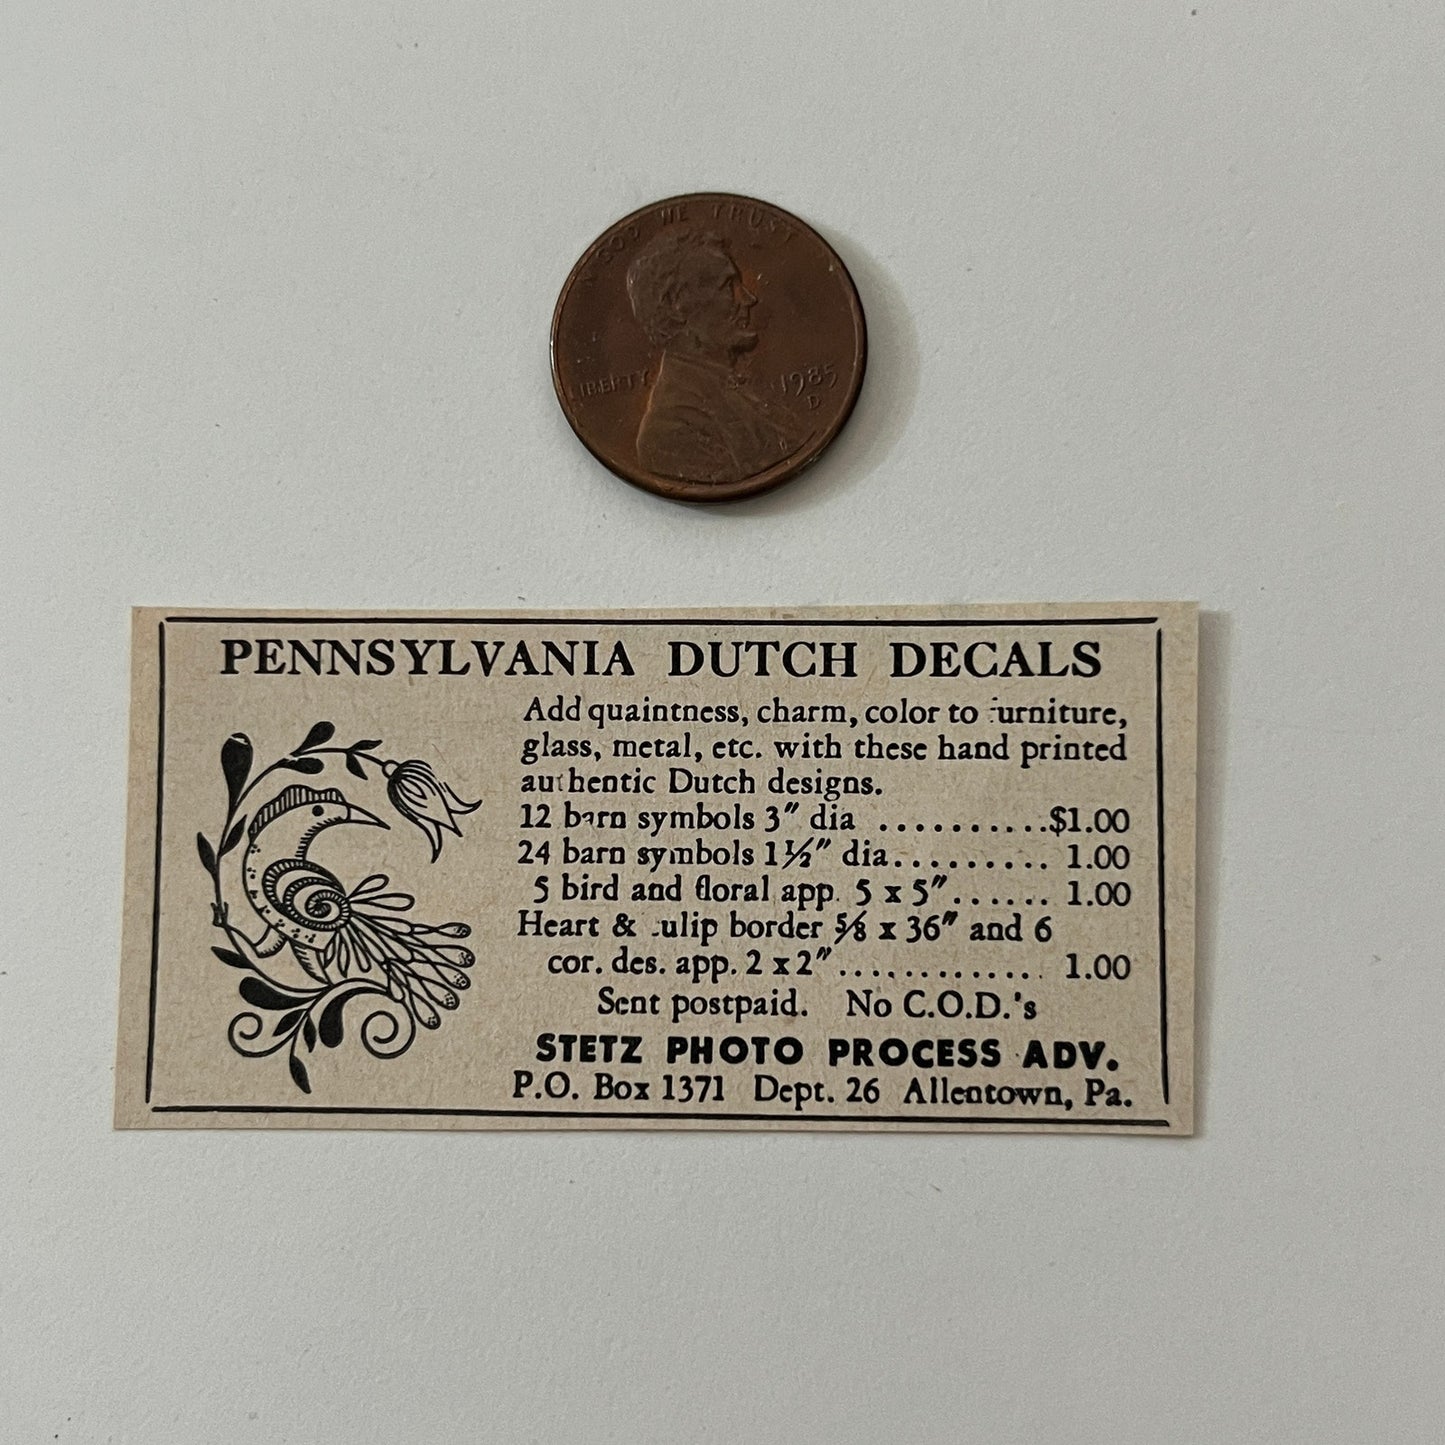 IN GOD WE TRUST
LIBERTY
1985
D
PENNSYLVANIA DUTCH DECALS
Add quaintness, charm, color to furniture,
glass, metal, etc. with these hand printed
authentic Dutch designs.
12 barn symbols 3" dia ..........$1.00
24 barn symbols 1½" dia......... 1.00
5 bird and floral app. 5 x 5"...... 1.00
Heart & tulip border ⅝ x 36" and 6
cor. des. app. 2 x 2"............. 1.00
Sent postpaid. No C.O.D.'s
STETZ PHOTO PROCESS ADV.
P.O. Box 1371 Dept. 26 Allentown, Pa.